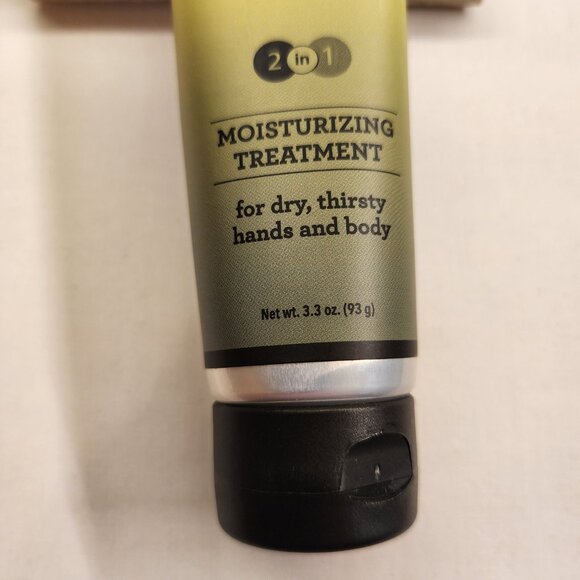 2 in 1
MOISTURIZING
TREATMENT
for dry, thirsty
hands and body
Net wt. 3.3 oz. (93 g)